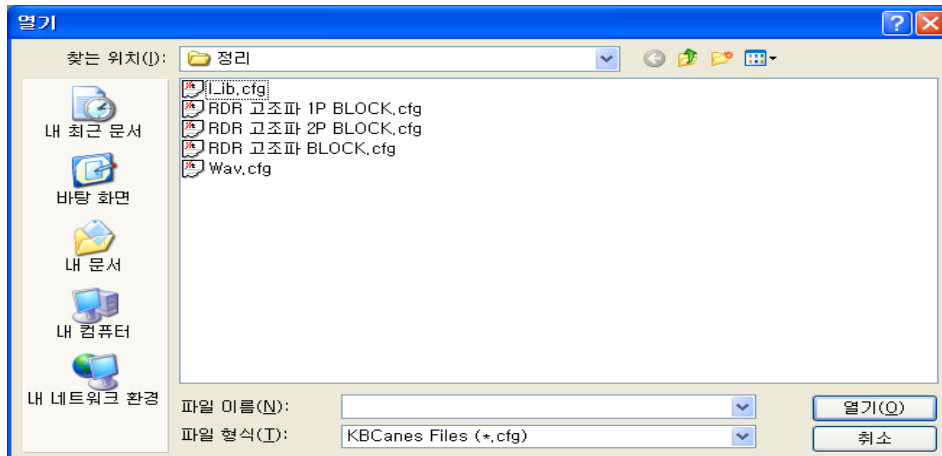 열기
찾는 위치(I):
정리
I_ib.cfg
RDR 고조파 1P BLOCK.cfg
RDR 고조파 2P BLOCK.cfg
RDR 고조파 BLOCK.cfg
Wav.cfg
내 최근 문서
바탕 화면
내 문서
내 컴퓨터
내 네트워크 환경
파일 이름(N):
열기(O)
파일 형식(T):
KBCanes Files (*.cfg)
취소